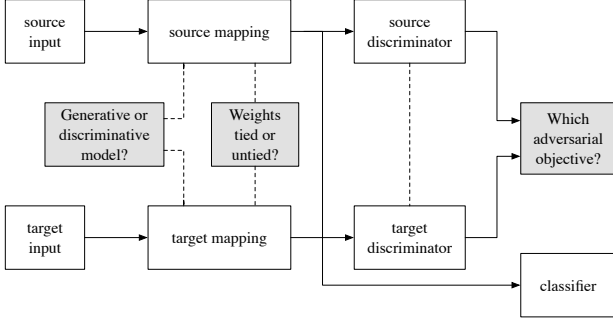 source
input
source mapping
source
discriminator
Generative or
discriminative
model?
Weights
tied or
untied?
Which
adversarial
objective?
target
input
target mapping
target
discriminator
classifier